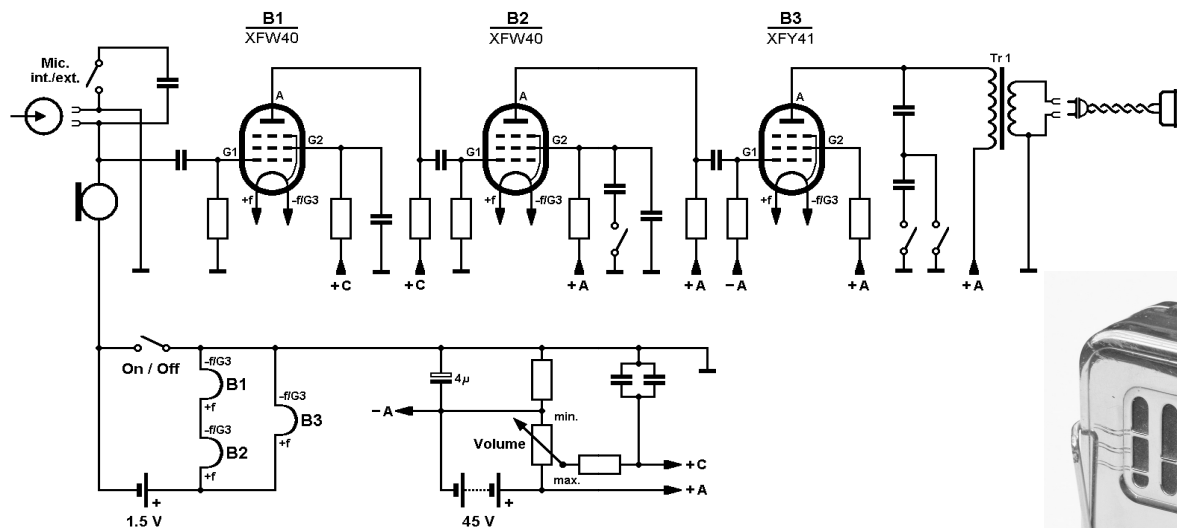 B1
XFW40
B2
XFW40
B3
XFY41
Mic.
int./ext.
Tr 1
A
A
A
G1
G2
G1
G2
G1
G2
+f
-f/G3
+f
-f/G3
+f
-f/G3
+C
+C
+A
+A
-A
+A
+A
On / Off
-f/G3
B1
+f
-f/G3
B2
+f
-f/G3
B3
+f
4µ
-A
min.
Volume
max.
+C
+A
+
1.5 V
+
45 V